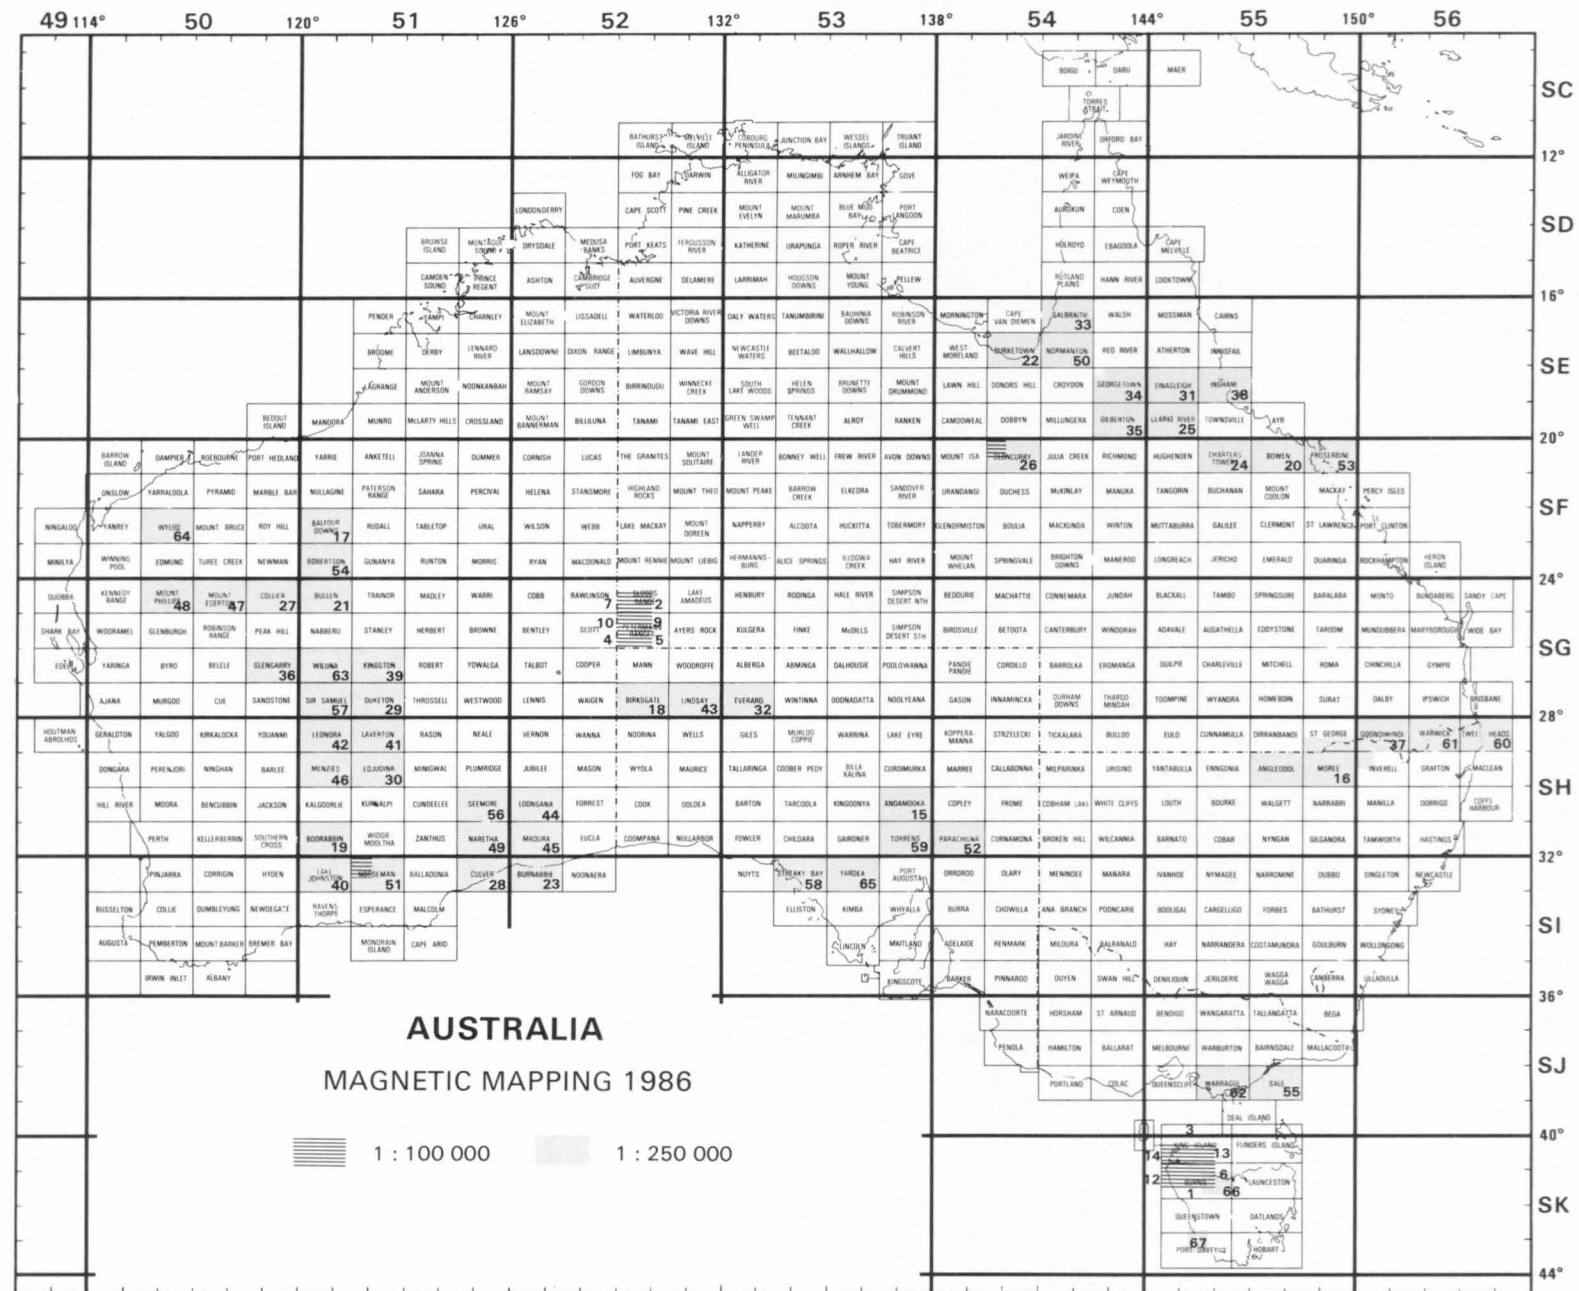 49 114° 50 120° 51 126° 52 132° 53 138° 54 144° 55 150° 56
BOIGU DARU MAER
SC
TORRES STRAIT
BATHURST ISLAND MELVILLE ISLAND COBOURG PENINSULA JUNCTION BAY WESSEL ISLANDS TRUANT ISLAND JARDINE RIVER ORFORD BAY
12°
FOG BAY DARWIN ALLIGATOR RIVER MILINGIMBI ARNHEM BAY GOVE WEIPA CAPE WEYMOUTH
LONDONDERRY CAPE SCOTT PINE CREEK MOUNT EVELYN MOUNT MARUMBA BLUE MUD BAY PORT LANGDON AURUKUN COEN
SD
BROWSE ISLAND MONTAGUE SOUND DRYSDALE MEDUSA BANKS PORT KEATS FERGUSSON RIVER KATHERINE URAPUNGA ROPER RIVER CAPE BEATRICE HOLROYD EBAGOOLA CAPE MELVILLE
CAMDEN SOUND PRINCE REGENT ASHTON CAMBRIDGE GULF AUVERGNE DELAMERE LARRIMAH HODGSON DOWNS MOUNT YOUNG PELLEW RUTLAND PLAINS HANN RIVER COOKTOWN
16°
PENDER YAMPI CHARNLEY MOUNT ELIZABETH LISSADELL WATERLOO VICTORIA RIVER DOWNS DALY WATERS TANUMBIRINI BAUHINIA DOWNS ROBINSON RIVER MORNINGTON CAPE VAN DIEMEN GALBRAITH 33 WALSH MOSSMAN CAIRNS
BROOME DERBY LENNARD RIVER LANSDOWNE DIXON RANGE LIMBUNYA WAVE HILL NEWCASTLE WATERS BEETALOO WALLHALLOW CALVERT HILLS WEST-MORELAND BURKETOWN 22 NORMANTON 50 RED RIVER ATHERTON INNISFAIL
SE
LAGRANGE MOUNT ANDERSON NOONKANBAH MOUNT RAMSAY GORDON DOWNS BIRRINDUDU WINNECKE CREEK SOUTH LAKE WOODS HELEN SPRINGS BRUNETTE DOWNS MOUNT DRUMMOND LAWN HILL DONORS HILL CROYDON GEORGETOWN 34 EINASLEIGH 31 INGHAM 38
BEDOUT ISLAND MANDORA MUNRO McLARTY HILLS CROSSLAND MOUNT BANNERMAN BILLILUNA TANAMI TANAMI EAST GREEN SWAMP WELL TENNANT CREEK ALROY RANKEN CAMOOWEAL DOBBYN MILLUNGERA GILBERTON 35 CLARKE RIVER 25 TOWNSVILLE AYR
20°
BARROW ISLAND DAMPIER ROEBOURNE PORT HEDLAND YARRIE ANKETELL JOANNA SPRING DUMMER CORNISH LUCAS THE GRANITES MOUNT SOLITAIRE LANDER RIVER BONNEY WELL FREW RIVER AVON DOWNS MOUNT ISA CLONCURRY 26 JULIA CREEK RICHMOND HUGHENDEN CHARTERS TOWERS 24 BOWEN 20 PROSERPINE 53
ONSLOW YARRALOOLA PYRAMID MARBLE BAR NULLAGINE PATERSON RANGE SAHARA PERCIVAL HELENA STANSMORE HIGHLAND ROCKS MOUNT THEO MOUNT PEAKE BARROW CREEK ELKEDRA SANDOVER RIVER URANDANGI DUCHESS McKINLAY MANUKA TANGORIN BUCHANAN MOUNT COOLON MACKAY PERCY ISLES
SF
NINGALOO YANREY WYLOO 64 MOUNT BRUCE ROY HILL BALFOUR DOWNS 17 RUDALL TABLETOP URAL WILSON WEBB LAKE MACKAY MOUNT DOREEN NAPPERBY ALCOOTA HUCKITTA TOBERMORY GLENORMISTON BOULIA MACKUNDA WINTON MUTTABURRA GALILEE CLERMONT ST LAWRENCE PORT CLINTON
MINILYA WINNING POOL EDMUND TUREE CREEK NEWMAN ROBERTSON 54 GUNANYA RUNTON MORRIS RYAN MACDONALD MOUNT RENNIE MOUNT LIEBIG HERMANNS-BURG ALICE SPRINGS ILLOGWA CREEK HAY RIVER MOUNT WHELAN SPRINGVALE BRIGHTON DOWNS MANEROO LONGREACH JERICHO EMERALD DUARINGA ROCKHAMPTON HERON ISLAND
24°
QUOBBA KENNEDY RANGE MOUNT PHILLIPS 48 MOUNT EGERTON 47 COLLIER 27 BULLEN 21 TRAINOR MADLEY WARRI COBB RAWLINSON 7 BLOODS RANGE 2 LAKE AMADEUS HENBURY RODINGA HALE RIVER SIMPSON DESERT NTH BEDOURIE MACHATTIE CONNEMARA JUNDAH BLACKALL TAMBO SPRINGSURE BARALABA MONTO BUNDABERG SANDY CAPE
SHARK BAY WOORAMEL GLENBURGH ROBINSON RANGE PEAK HILL NABBERU STANLEY HERBERT BROWNE BENTLEY SCOTT 10 4 PETERMANN RANGES 9 5 AYERS ROCK KULGERA FINKE McDILLS SIMPSON DESERT STH BIRDSVILLE BETOOTA CANTERBURY WINDORAH ADAVALE AUGATHELLA EDDYSTONE TAROOM MUNDUBBERA MARYBOROUGH WIDE BAY
SG
EDEL YARINGA BYRO BELELE GLENGARRY 36 WILUNA 63 KINGSTON 39 ROBERT YOWALGA TALBOT COOPER MANN WOODROFFE ALBERGA ABMINGA DALHOUSIE POOLOWANNA PANDIE PANDIE CORDILLO BARROLKA EROMANGA QUILPIE CHARLEVILLE MITCHELL ROMA CHINCHILLA GYMPIE
AJANA MURGOO CUE SANDSTONE SIR SAMUEL 57 DUKETON 29 THROSSELL WESTWOOD LENNIS WAIGEN BIRKSGATE 18 LINDSAY 43 EVERARD 32 WINTINNA OODNADATTA NOOLYEANA GASON INNAMINCKA DURHAM DOWNS THARGO-MINDAH TOOMPINE WYANDRA HOMEBOIN SURAT DALBY IPSWICH BRISBANE
28°
HOUTMAN ABROLHOS GERALDTON YALGOO KIRKALOCKA YOUANMI LEONORA 42 LAVERTON 41 RASON NEALE VERNON WANNA NOORINA WELLS GILES MURLOO COPPIE WARRINA LAKE EYRE KOPPERA-MANNA STRZELECKI TICKALARA BULLOO EULO CUNNAMULLA DIRRANBANDI ST GEORGE GOONDIWINDI 37 WARWICK 61 TWEED HEADS 60
DONGARA PERENJORI NINGHAN BARLEE MENZIES 46 EDJUDINA 30 MINIGWAL PLUMRIDGE JUBILEE MASON WYOLA MAURICE TALLARINGA COOBER PEDY BILLA KALINA CURDIMURKA MARREE CALLABONNA MILPARINKA URISINO YANTABULLA ENNGONIA ANGLEDOOL MOREE 16 INVERELL GRAFTON MACLEAN
SH
HILL RIVER MOORA BENCUBBIN JACKSON KALGOORLIE KURNALPI CUNDEELEE SEEMORE 56 LOONGANA 44 FORREST COOK OOLDEA BARTON TARCOOLA KINGOONYA ANDAMOOKA 15 COPLEY FROME COBHAM LAKE WHITE CLIFFS LOUTH BOURKE WALGETT NARRABRI MANILLA DORRIGO COFFS HARBOUR
PERTH KELLERBERRIN SOUTHERN CROSS BOORABBIN 19 WIDGIE-MOOLTHA ZANTHUS NARETHA 49 MADURA 45 EUCLA COOMPANA NULLARBOR FOWLER CHILDARA GAIRDNER TORRENS 59 PARACHILNA 52 CURNAMONA BROKEN HILL WILCANNIA BARNATO COBAR NYNGAN GILGANDRA TAMWORTH HASTINGS
32°
PINJARRA CORRIGIN HYDEN LAKE JOHNSTON 40 NORSEMAN 51 BALLADONIA CULVER 28 BURNABBIE 23 NOONAERA NUYTS STREAKY BAY 58 YARDEA 65 PORT AUGUSTA ORROROO OLARY MENINDEE MANARA IVANHOE NYMAGEE NARROMINE DUBBO SINGLETON NEWCASTLE
BUSSELTON COLLIE DUMBLEYUNG NEWDEGATE RAVENS THORPE ESPERANCE MALCOLM ELLISTON KIMBA WHYALLA BURRA CHOWILLA ANA BRANCH POONCARIE BOOLIGAL CARGELLIGO FORBES BATHURST SYDNEY
SI
AUGUSTA PEMBERTON MOUNT BARKER BREMER BAY MONDRAIN ISLAND CAPE ARID LINCOLN MAITLAND ADELAIDE RENMARK MILDURA BALRANALD HAY NARRANDERA COOTAMUNDRA GOULBURN WOLLONGONG
IRWIN INLET ALBANY KINGSCOTE BARKER PINNAROO OUYEN SWAN HILL DENILIQUIN JERILDERIE WAGGA WAGGA CANBERRA ULLADULLA
36°
NARACOORTE HORSHAM ST ARNAUD BENDIGO WANGARATTA TALLANGATTA BEGA
AUSTRALIA
PENOLA HAMILTON BALLARAT MELBOURNE WARBURTON BAIRNSDALE MALLACOOTA
SJ
MAGNETIC MAPPING 1986
PORTLAND COLAC QUEENSCLIFF WARRAGUL 62 SALE 55
DEAL ISLAND
3
40°
1 : 100 000 1 : 250 000
14 KING ISLAND 13 FLINDERS ISLAND
12 BURNIE 6 LAUNCESTON
1 66
SK
QUEENSTOWN OATLANDS
67
PORT DAVEY HOBART
44°